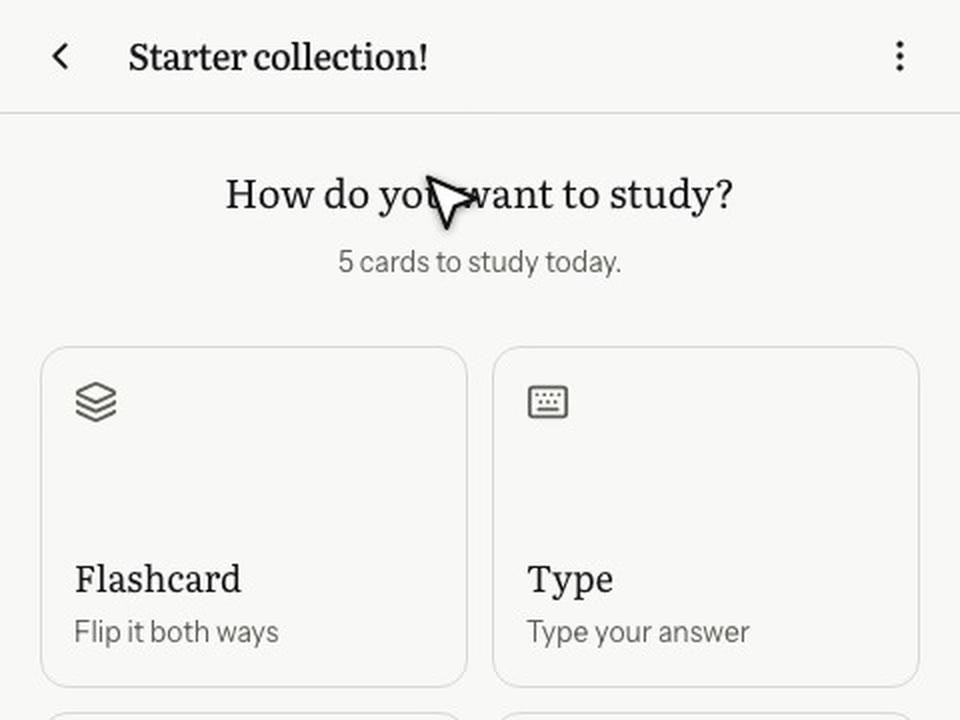 Starter collection!
How do you want to study?
5 cards to study today.
Flashcard
Flip it both ways
Type
Type your answer